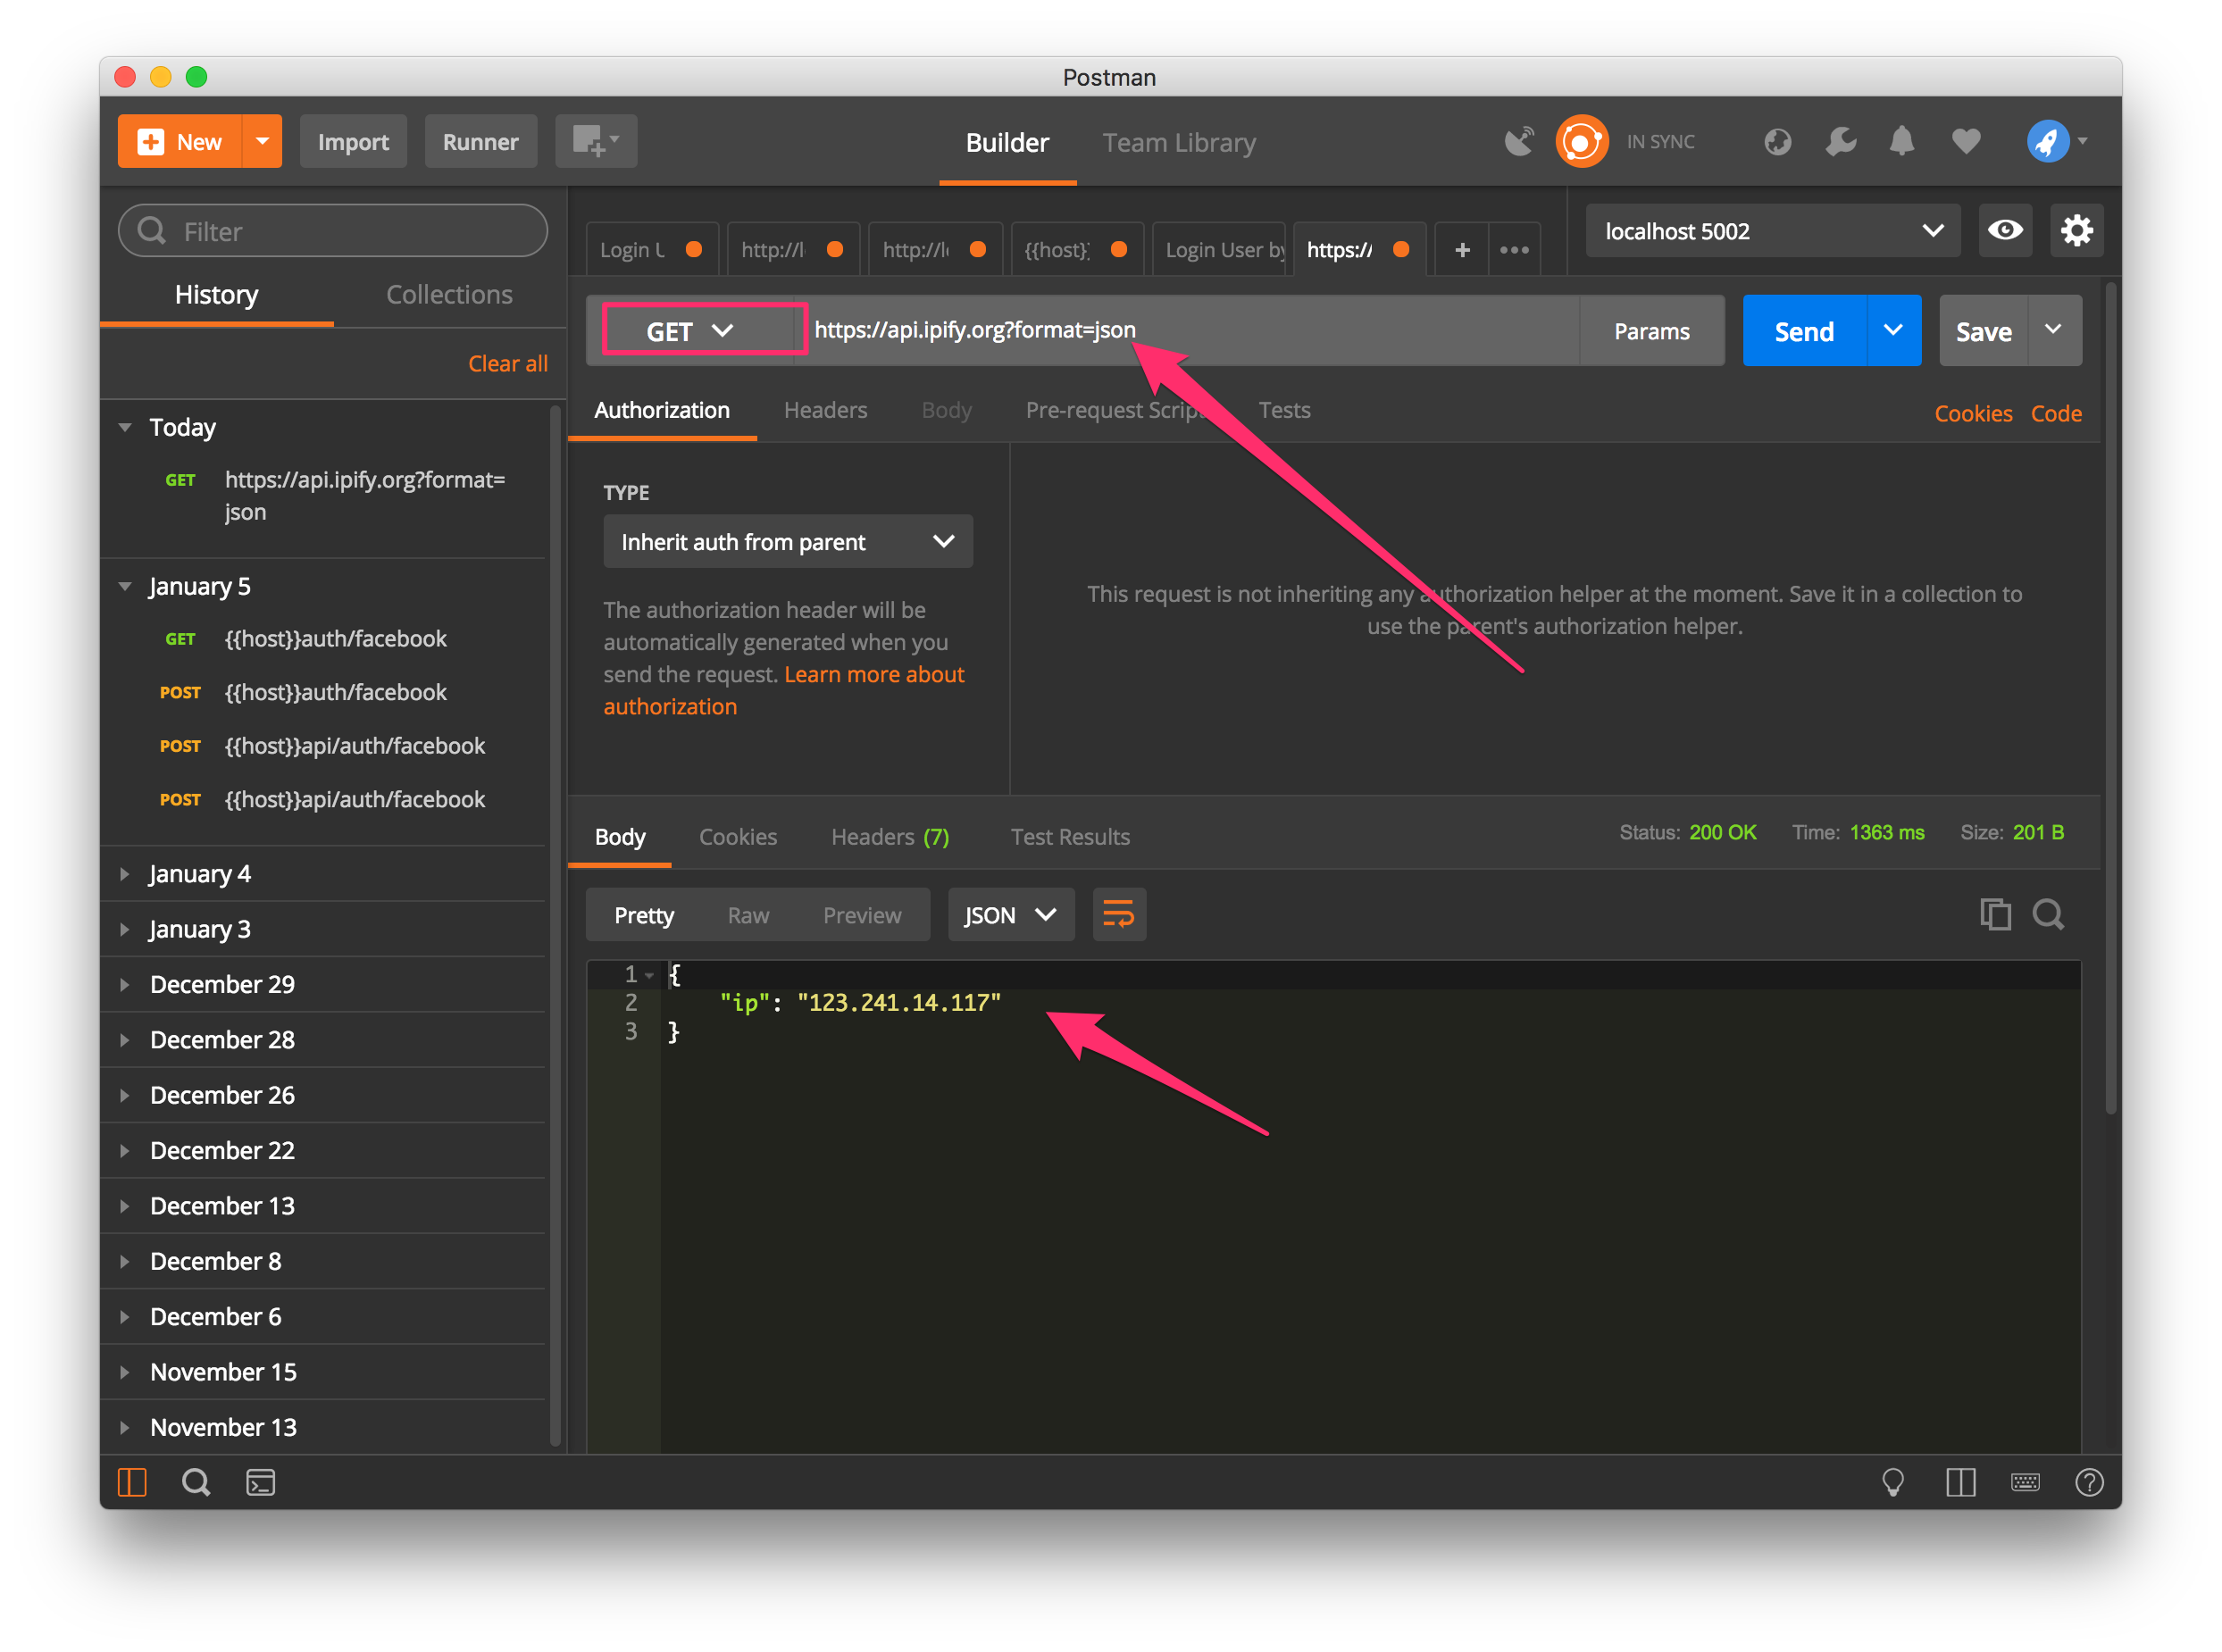 Postman
New
Import
Runner
Builder
Team Library
IN SYNC
Filter
History
Collections
Clear all
Today
GET https://api.ipify.org?format=
json
January 5
GET {{host}}auth/facebook
POST {{host}}auth/facebook
POST {{host}}api/auth/facebook
POST {{host}}api/auth/facebook
January 4
January 3
December 29
December 28
December 26
December 22
December 13
December 8
December 6
November 15
November 13
Login
http://l
http://l
{{host}
Login User by
https:/
+
localhost 5002
GET
https://api.ipify.org?format=json
Params
Send
Save
Authorization
Headers
Body
Pre-request Scrip
Tests
Cookies
Code
TYPE
Inherit auth from parent
The authorization header will be
automatically generated when you
send the request. Learn more about
authorization
This request is not inheriting any authorization helper at the moment. Save it in a collection to
use the parent's authorization helper.
Body
Cookies
Headers (7)
Test Results
Status: 200 OK
Time: 1363 ms
Size: 201 B
Pretty
Raw
Preview
JSON
1 {
2 "ip": "123.241.14.117"
3 }